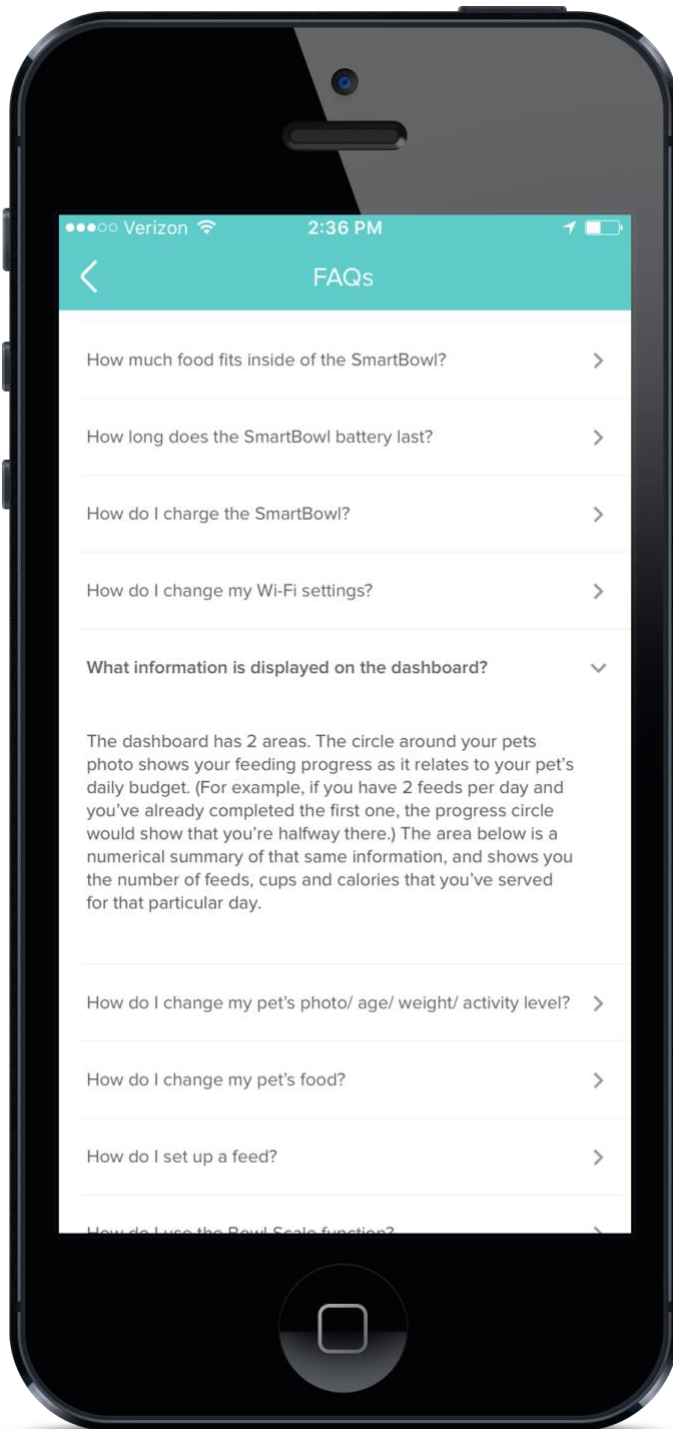 Verizon 2:36 PM
FAQs
How much food fits inside of the SmartBowl?
How long does the SmartBowl battery last?
How do I charge the SmartBowl?
How do I change my Wi-Fi settings?
What information is displayed on the dashboard?
The dashboard has 2 areas. The circle around your pets
photo shows your feeding progress as it relates to your pet's
daily budget. (For example, if you have 2 feeds per day and
you've already completed the first one, the progress circle
would show that you're halfway there.) The area below is a
numerical summary of that same information, and shows you
the number of feeds, cups and calories that you've served
for that particular day.
How do I change my pet's photo/ age/ weight/ activity level?
How do I change my pet's food?
How do I set up a feed?
How do I use the Bowl Scale function?